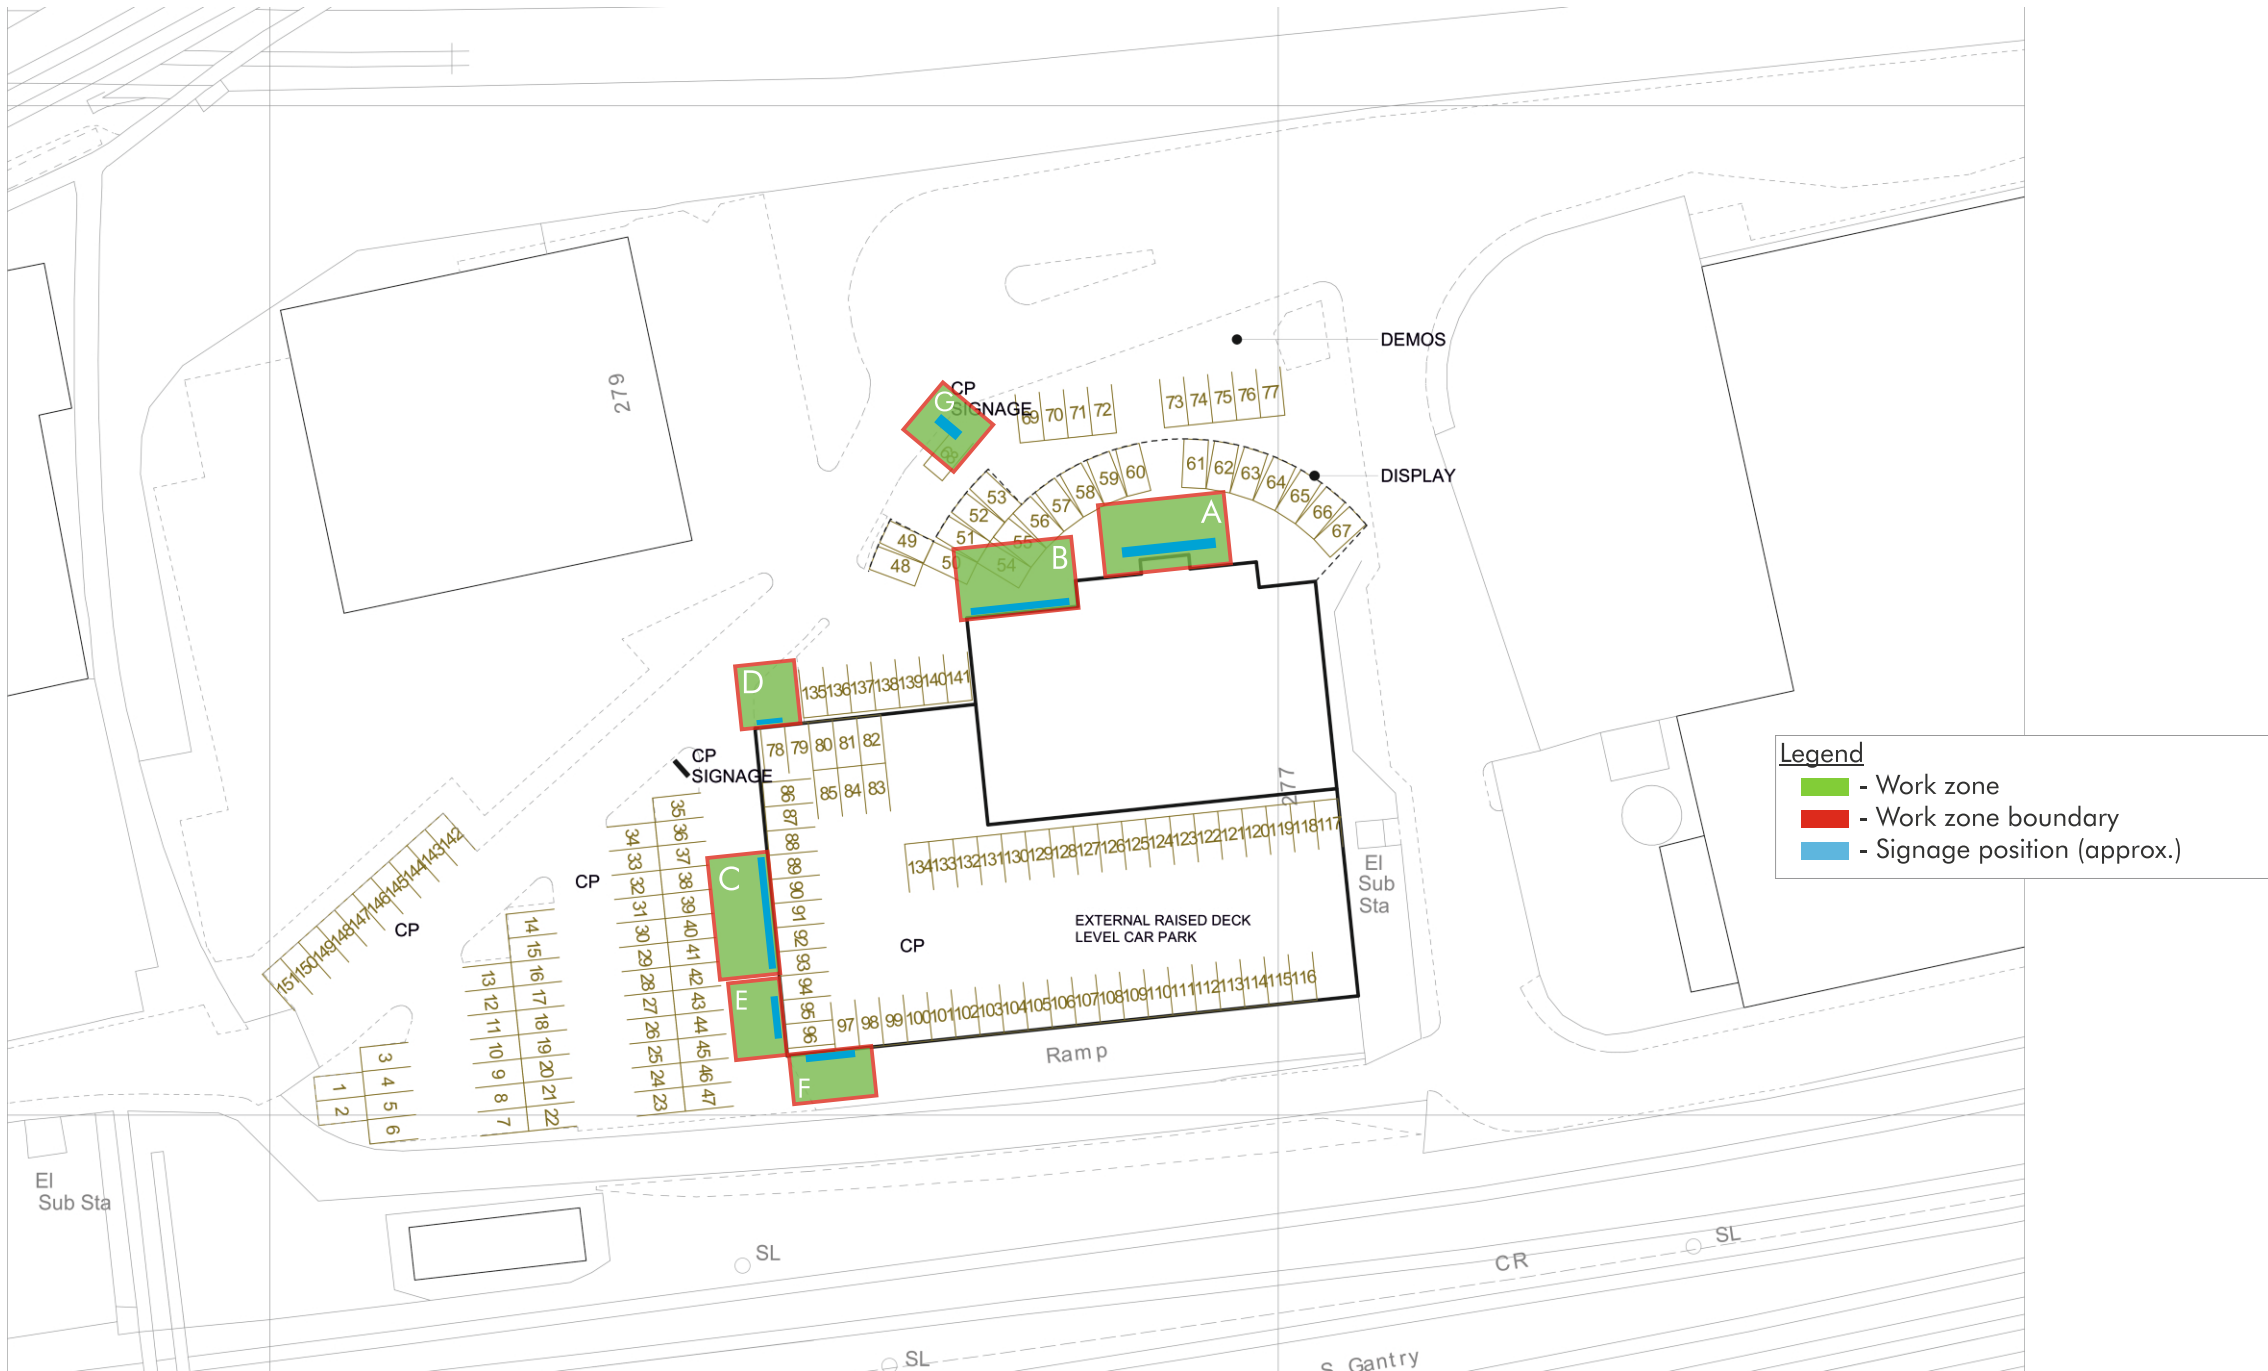 279
DEMOS
CP
SIGNAGE
G
69 70 71 72
73 74 75 76 77
68
DISPLAY
61 62 63 64 65 66 67
53 52 51 50
60 59 58 57 56 55 54
49
48
A
B
D
135 136 137 138 139 140 141
CP
SIGNAGE
78 79 80 81 82
85 84 83
86
87
88
89
90
91
92
93
94
95
96
277
134 133 132 131 130 129 128 127 126 125 124 123 122 121 120 119 118 117
El
Sub
Sta
EXTERNAL RAISED DECK
LEVEL CAR PARK
CP
97 98 99 100 101 102 103 104 105 106 107 108 109 110 111 112 113 114 115 116
Ramp
C
E
F
35
36
37
38
39
40
41
42
43
44
45
46
47
34
33
32
31
30
29
28
27
26
25
24
23
CP
CP
151 150 149 148 147 146 145 144 143 142
14
15
16
17
18
19
20
21
22
13
12
11
10
9
8
7
3
4
5
6
1
2
El
Sub Sta
SL
SL
SL
CR
S Gantry
Legend
- Work zone
- Work zone boundary
- Signage position (approx.)